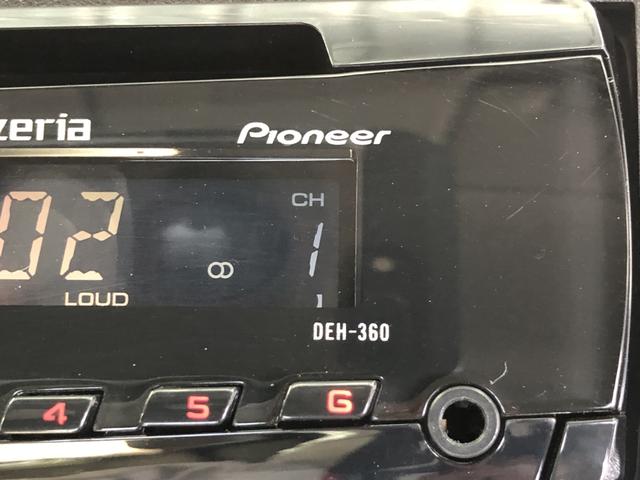 zeria Pioneer
02 CH
1
LOUD
DEH-360
4 5 6